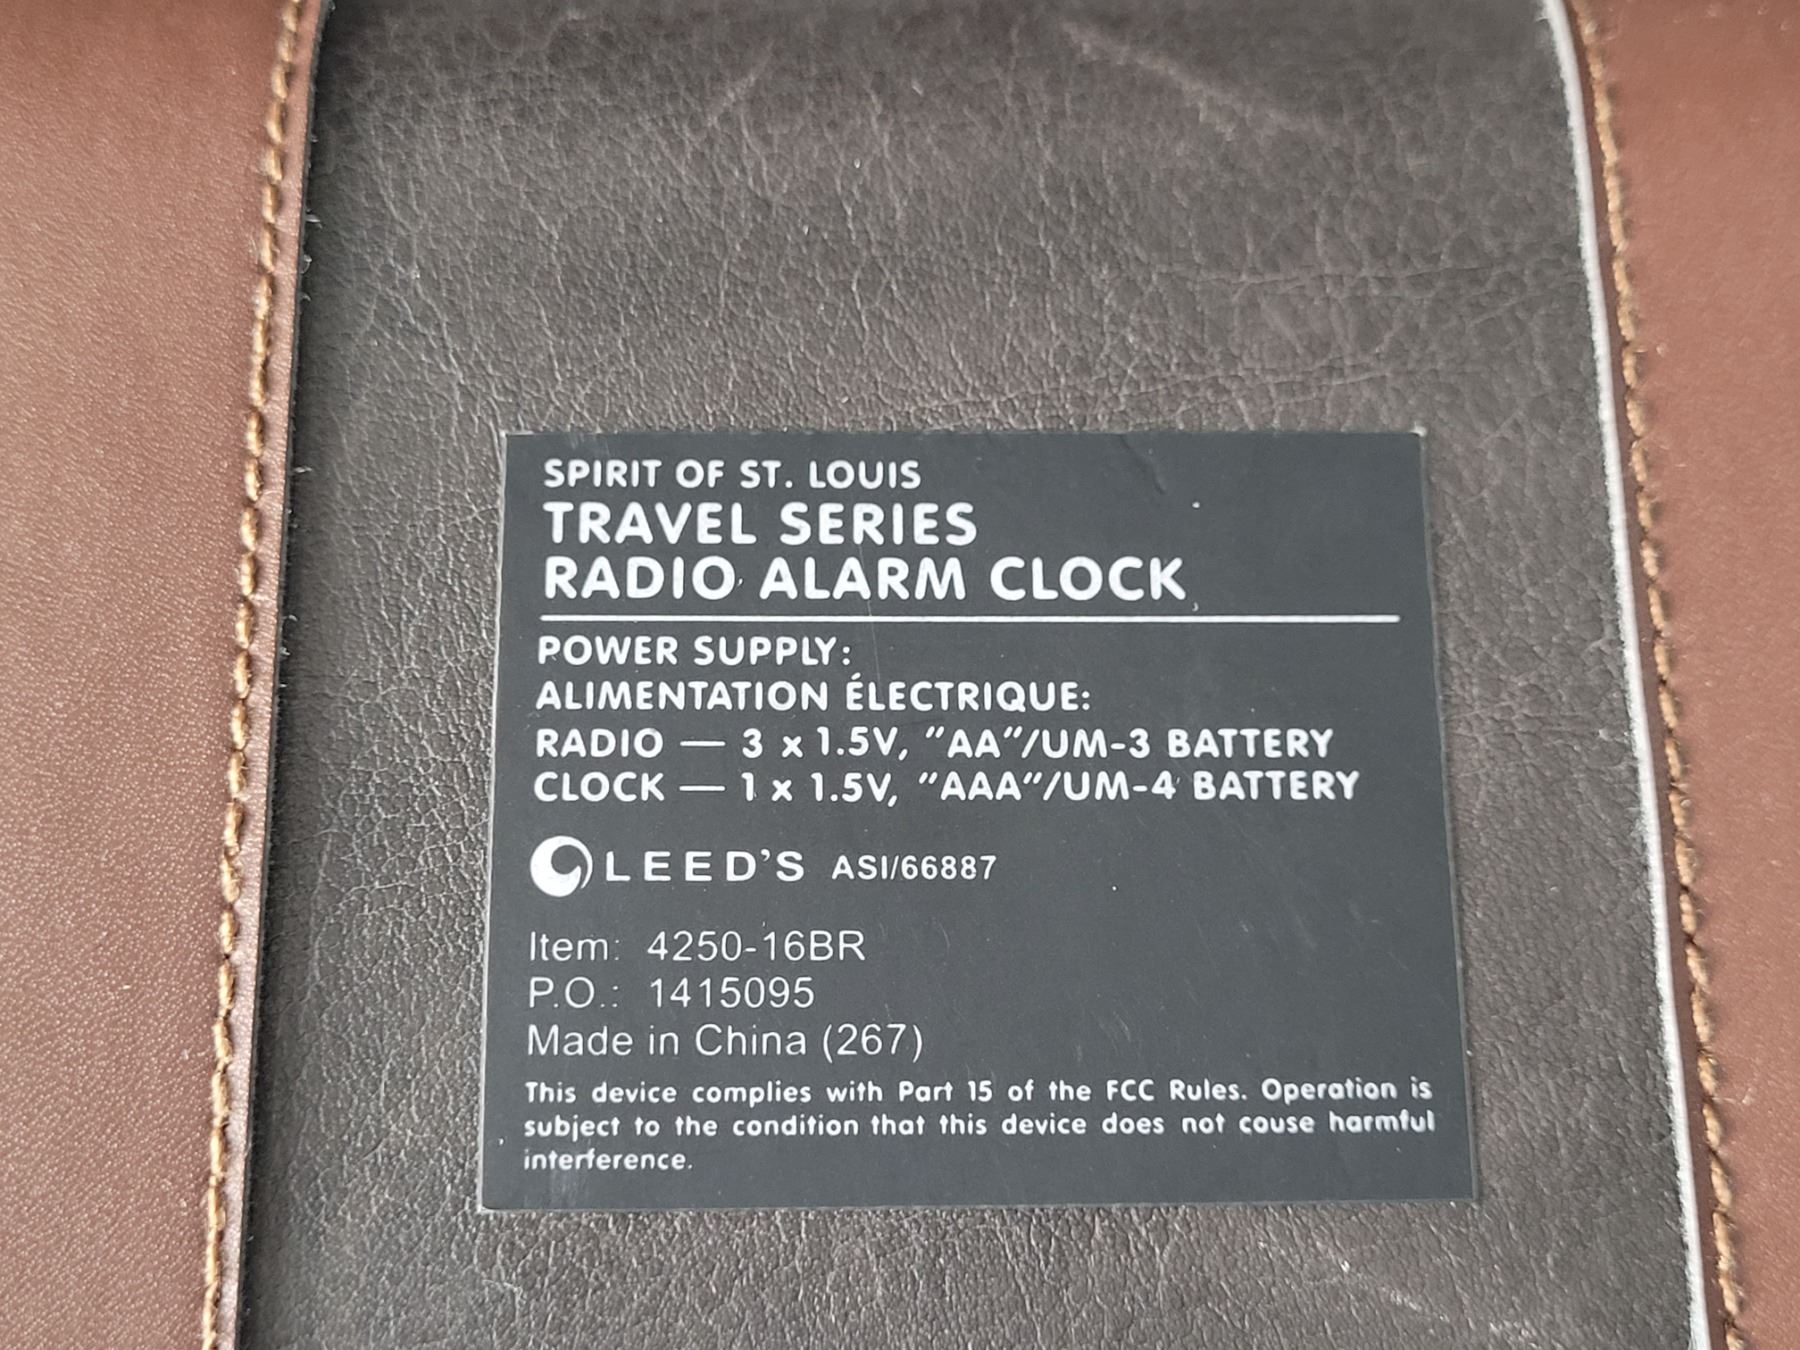 SPIRIT OF ST. LOUIS
TRAVEL SERIES
RADIO ALARM CLOCK
POWER SUPPLY:
ALIMENTATION ÉLECTRIQUE:
RADIO — 3 x 1.5V, "AA"/UM-3 BATTERY
CLOCK — 1 x 1.5V, "AAA"/UM-4 BATTERY
LEED'S ASI/66887
Item: 4250-16BR
P.O.: 1415095
Made in China (267)
This device complies with Part 15 of the FCC Rules. Operation is
subject to the condition that this device does not couse harmful
interference.